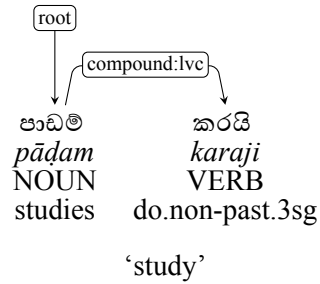 root
compound:lvc
පාඩම් කරයි
pāḍam karaji
NOUN VERB
studies do.non-past.3sg
‘study’